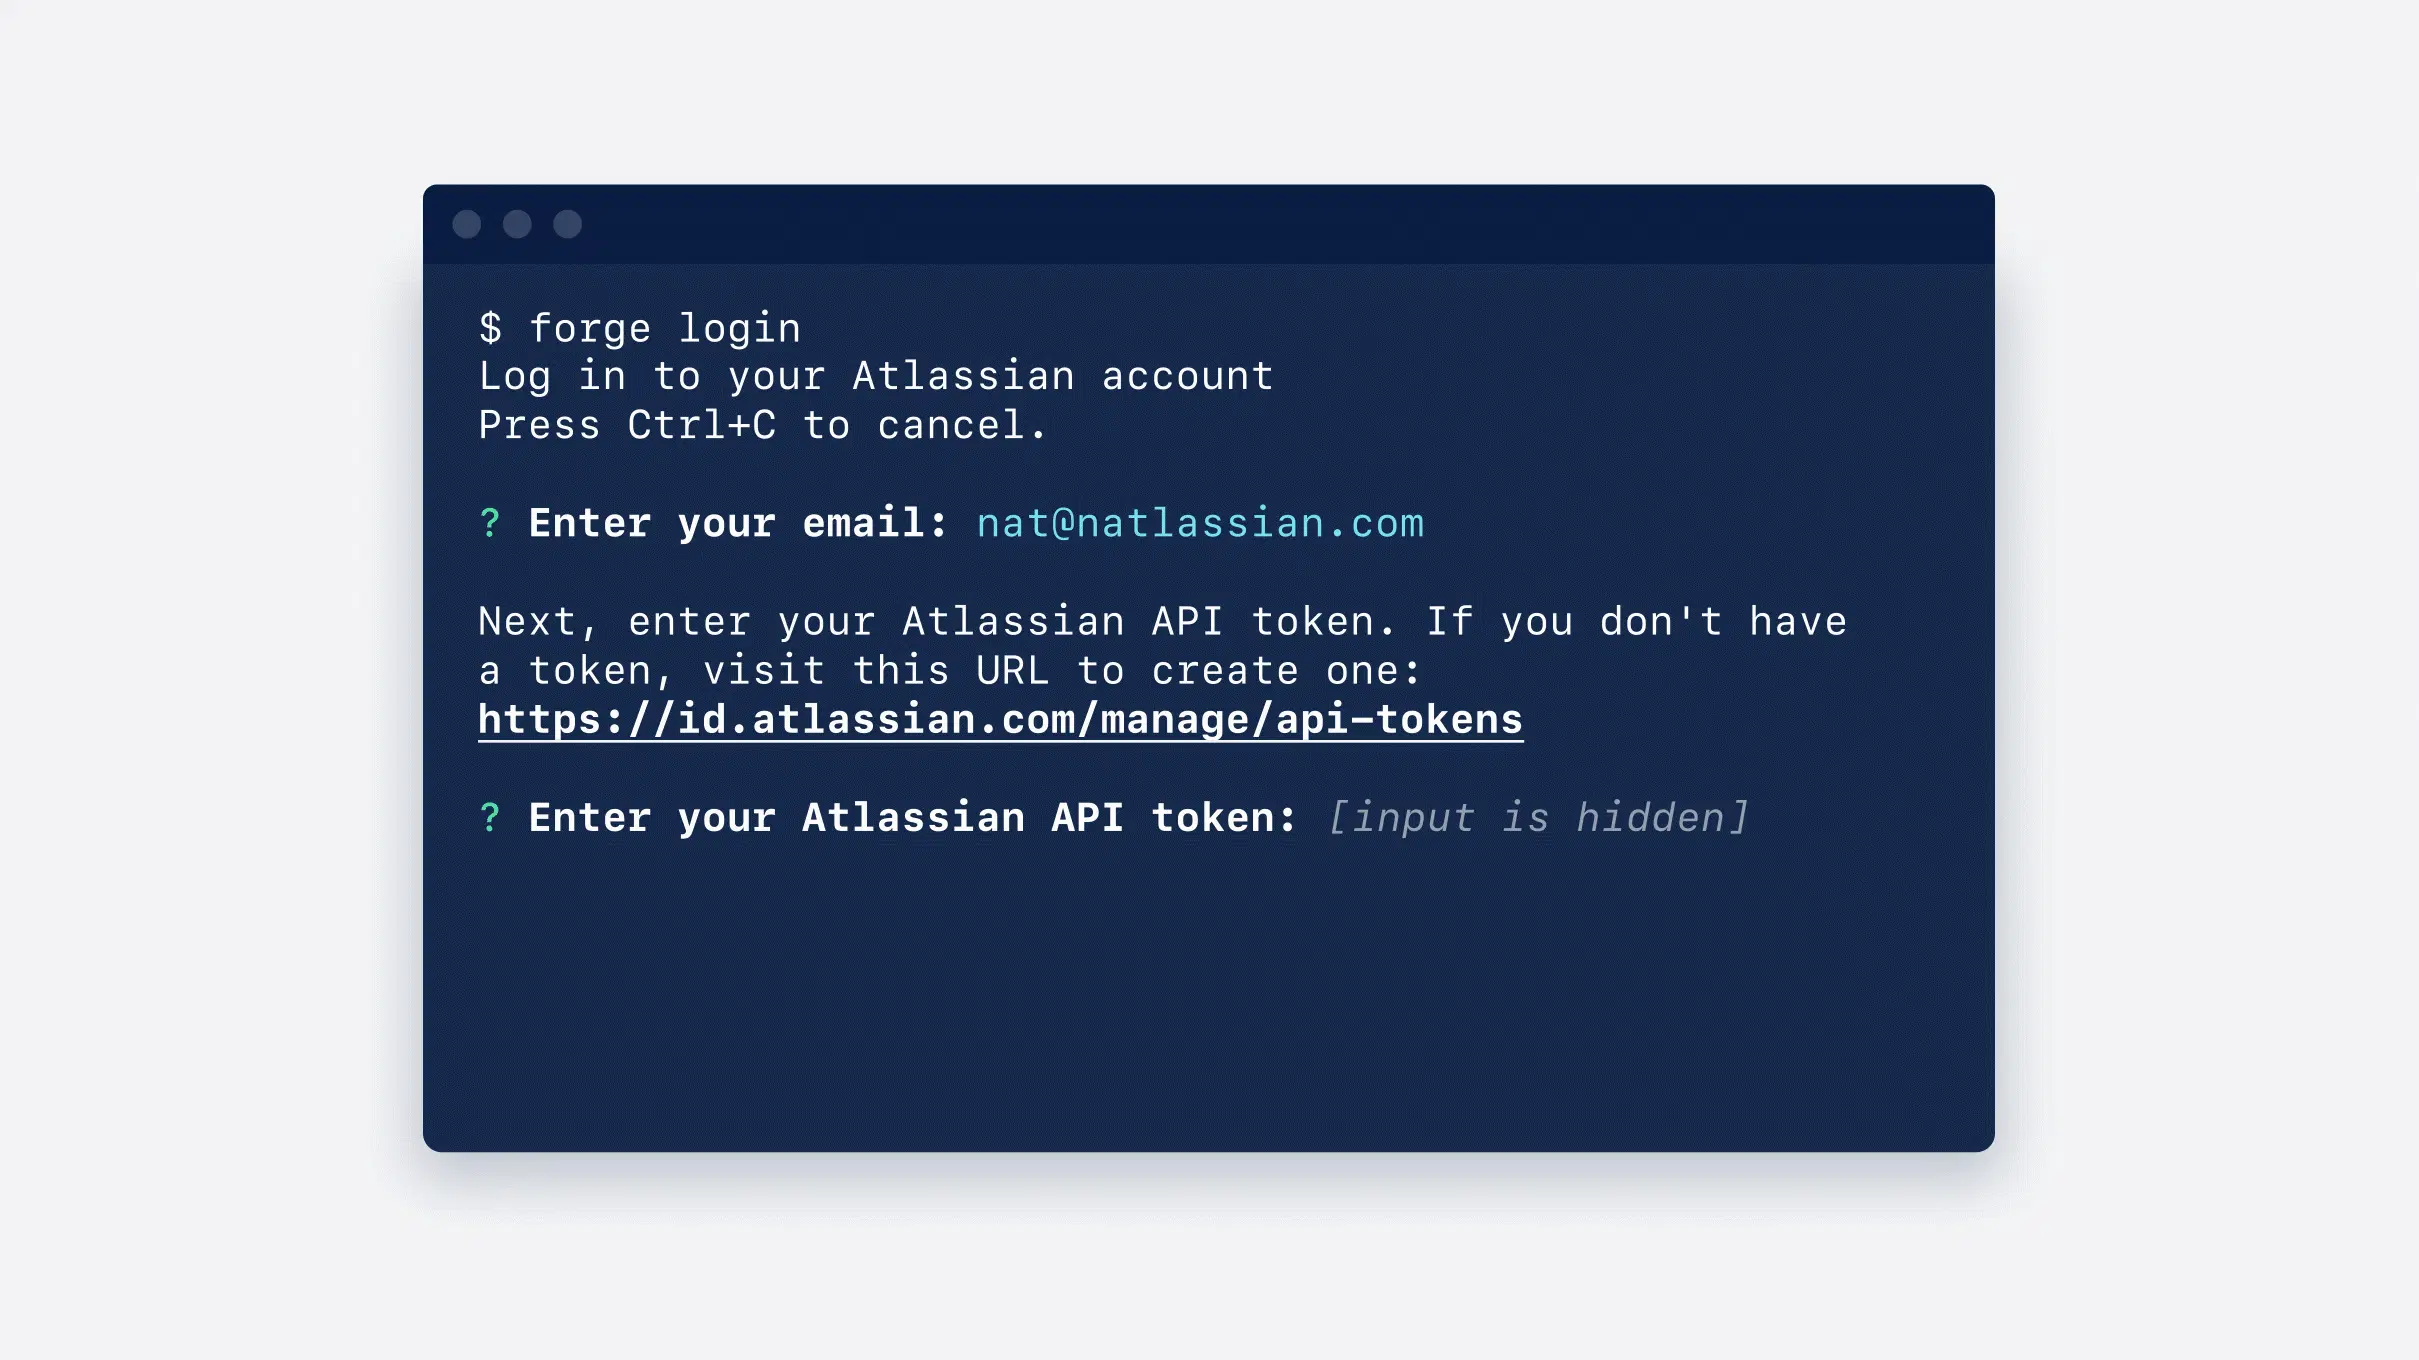 $ forge login
Log in to your Atlassian account
Press Ctrl+C to cancel.
? Enter your email: nat@natlassian.com
Next, enter your Atlassian API token. If you don't have
a token, visit this URL to create one:
https://id.atlassian.com/manage/api-tokens
? Enter your Atlassian API token: [input is hidden]